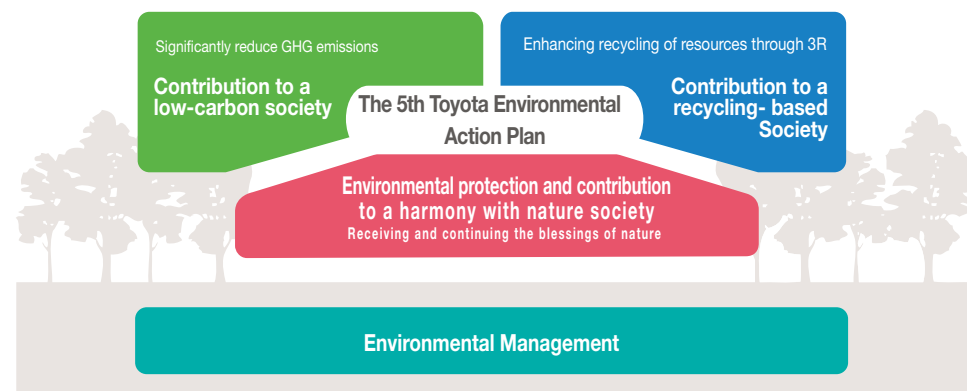 Significantly reduce GHG emissions
Contribution to a
low-carbon society
Enhancing recycling of resources through 3R
Contribution to a
recycling- based
Society
The 5th Toyota Environmental
Action Plan
Environmental protection and contribution
to a harmony with nature society
Receiving and continuing the blessings of nature
Environmental Management